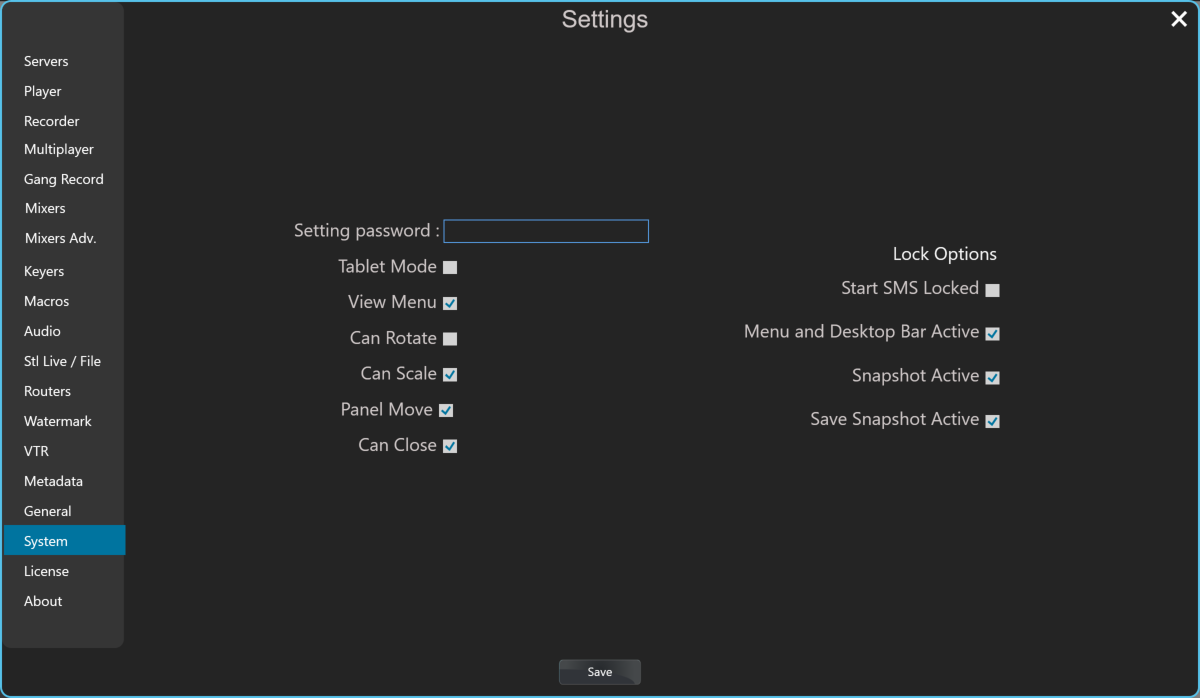 Settings
Servers
Player
Recorder
Multiplayer
Gang Record
Mixers
Mixers Adv.
Keyers
Macros
Audio
Stl Live / File
Routers
Watermark
VTR
Metadata
General
System
License
About
Setting password :
Tablet Mode
View Menu
Can Rotate
Can Scale
Panel Move
Can Close
Lock Options
Start SMS Locked
Menu and Desktop Bar Active
Snapshot Active
Save Snapshot Active
Save